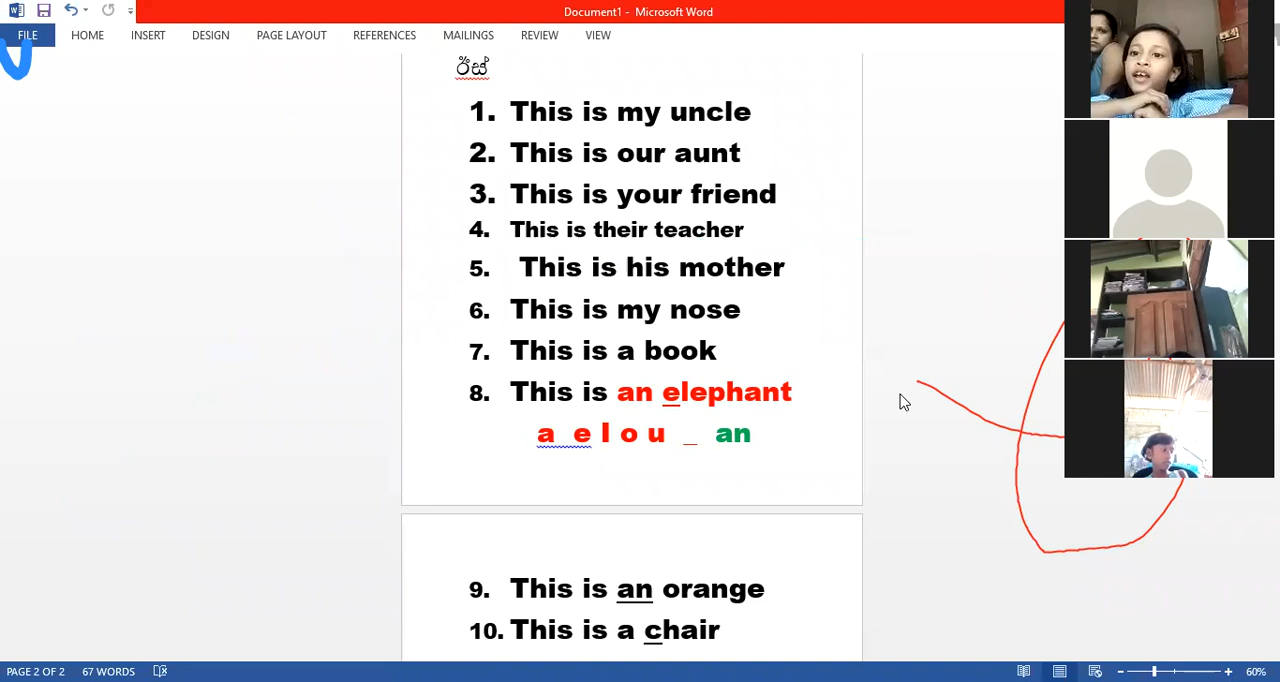 Document1 - Microsoft Word
FILE HOME INSERT DESIGN PAGE LAYOUT REFERENCES MAILINGS REVIEW VIEW
ඊස්
1. This is my uncle
2. This is our aunt
3. This is your friend
4. This is their teacher
5. This is his mother
6. This is my nose
7. This is a book
8. This is an elephant
a e I o u _ an
9. This is an orange
10. This is a chair
PAGE 2 OF 2 67 WORDS 60%